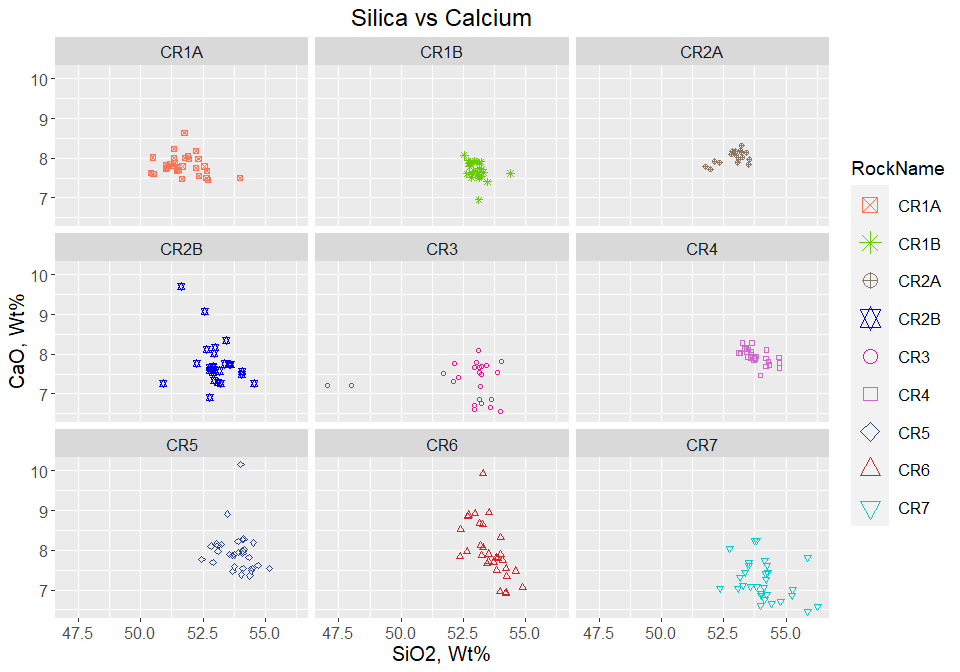 Silica vs Calcium
CR1A CR1B CR2A
10
9
8
7
CR2B CR3 CR4
10
9
8
7
CR5 CR6 CR7
10
9
8
7
47.5 50.0 52.5 55.0 47.5 50.0 52.5 55.0 47.5 50.0 52.5 55.0
SiO2, Wt%
CaO, Wt%
RockName
CR1A
CR1B
CR2A
CR2B
CR3
CR4
CR5
CR6
CR7